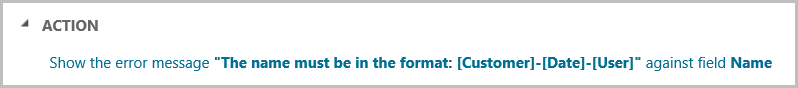 ACTION
Show the error message "The name must be in the format: [Customer]-[Date]-[User]" against field Name